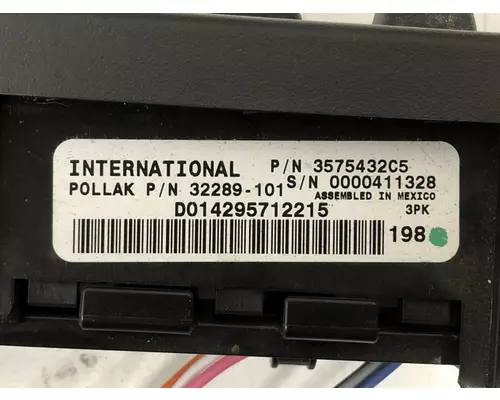 INTERNATIONAL P/N 3575432C5
POLLAK P/N 32289-101 S/N 0000411328
ASSEMBLED IN MEXICO
D014295712215 3PK
198